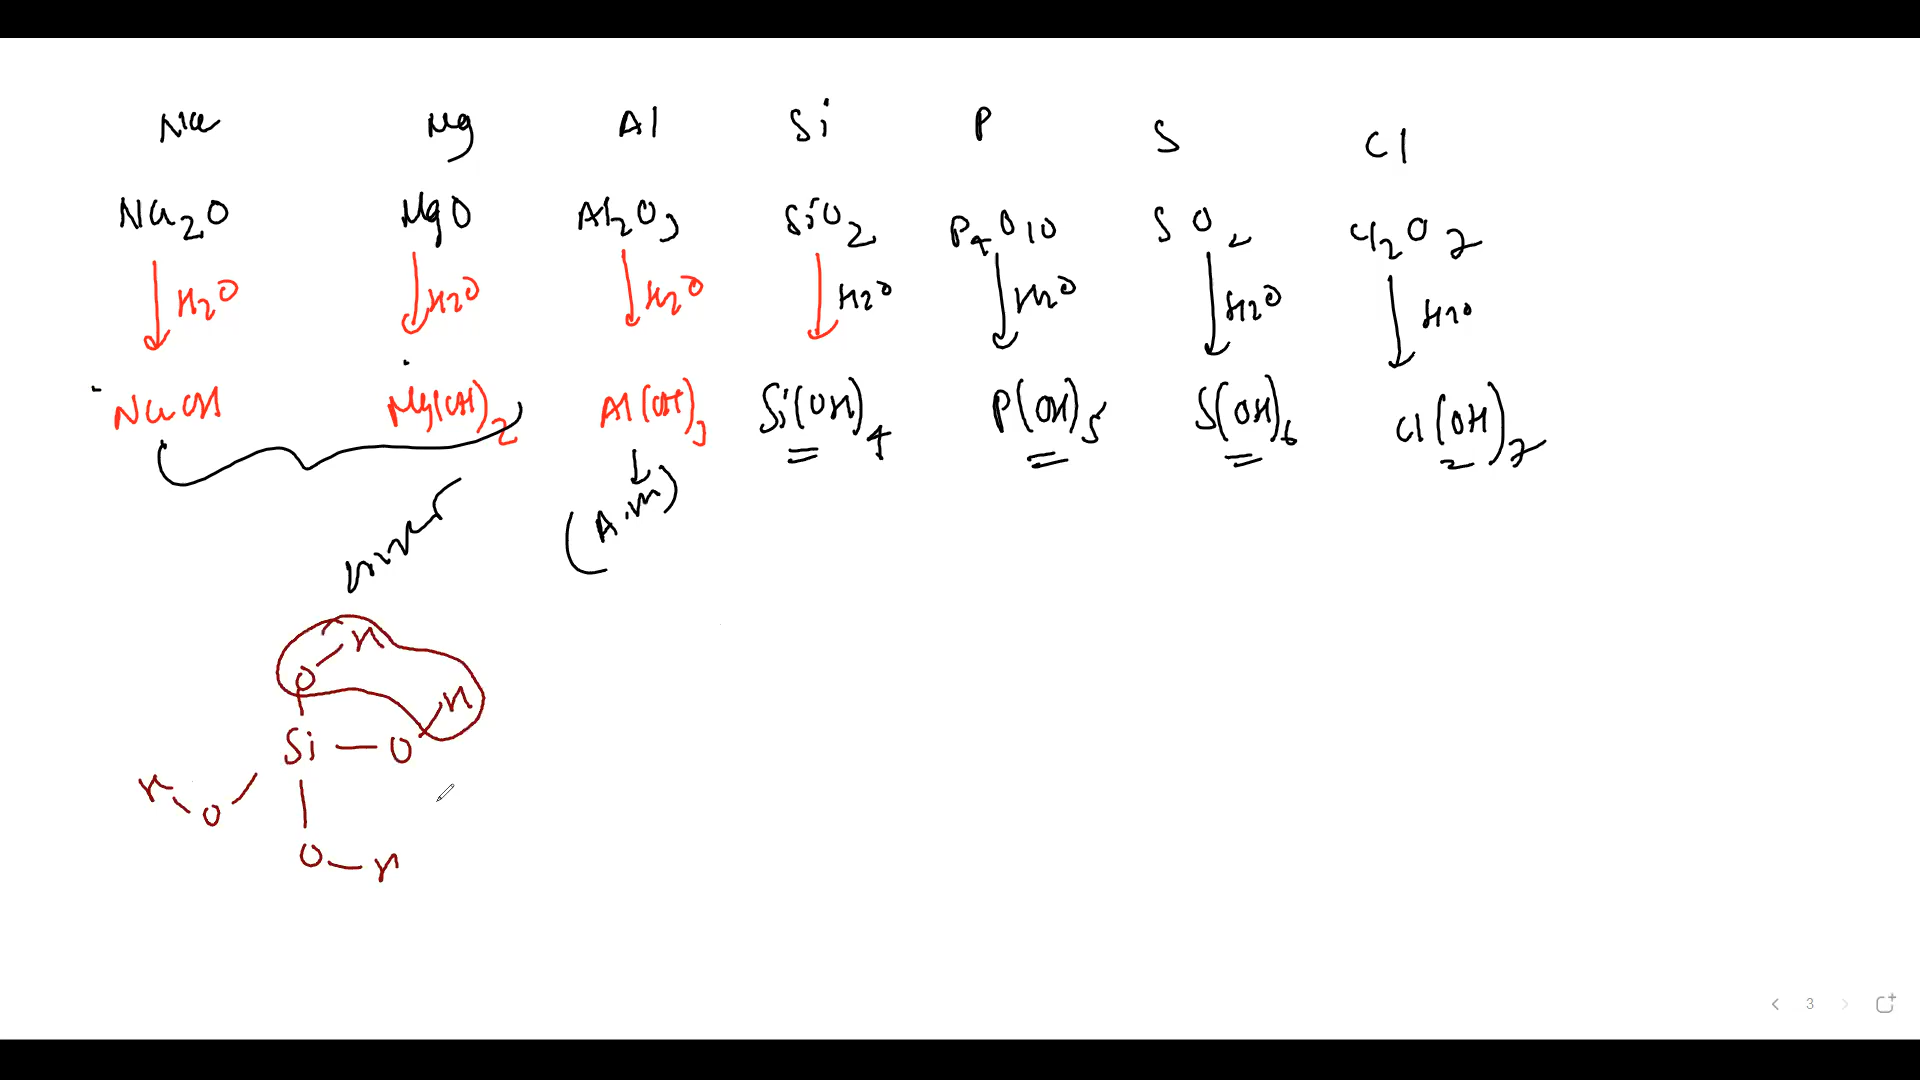 Na Mg Al Si P S Cl
Na2O MgO Al2O3 SiO2 P4O10 SO2 Cl2O7
H2O H2O H2O H2O H2O H2O H2O
NaOH Mg(OH)2 Al(OH)3 Si(OH)4 P(OH)5 S(OH)6 Cl(OH)7
O H
H
Si O
H O
O H
3